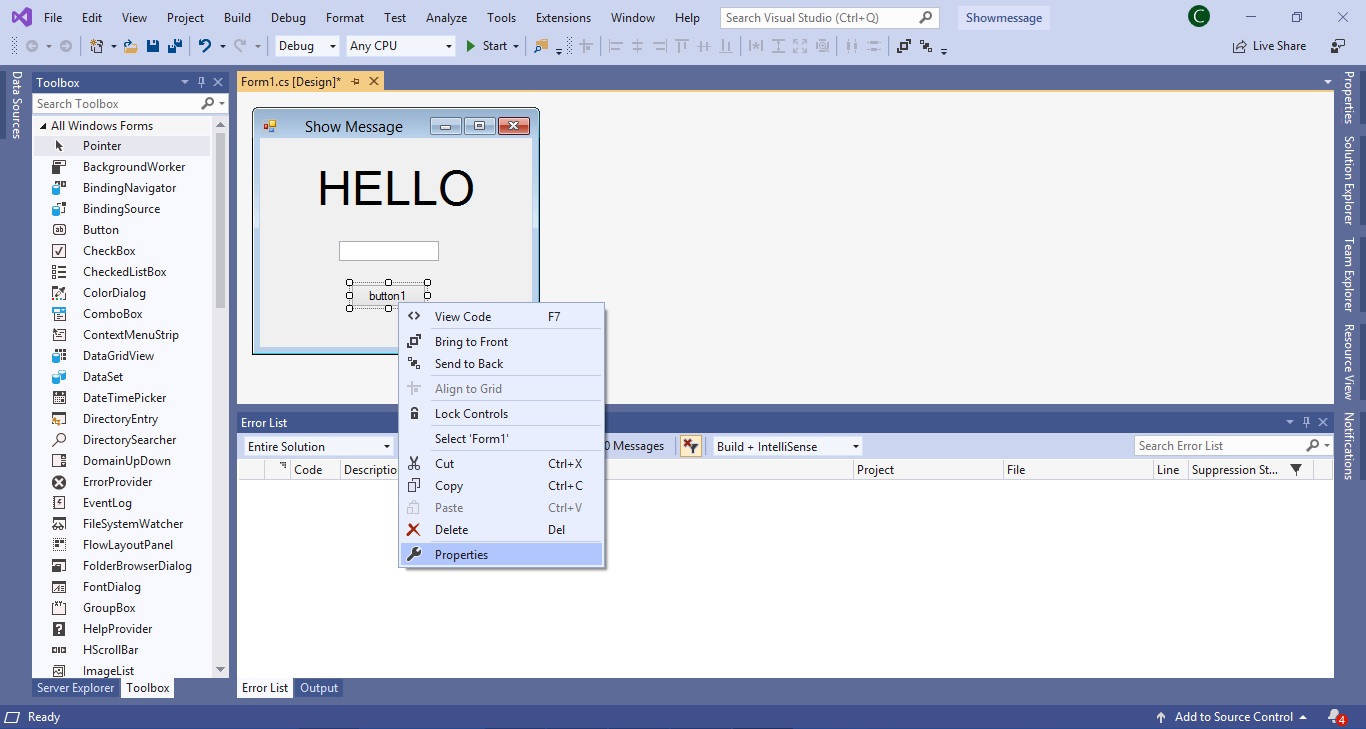 File Edit View Project Build Debug Format Test Analyze Tools Extensions Window Help Search Visual Studio (Ctrl+Q) Showmessage C
Debug Any CPU Start Live Share
Data Sources
Toolbox
Search Toolbox
All Windows Forms
Pointer
BackgroundWorker
BindingNavigator
BindingSource
Button
CheckBox
CheckedListBox
ColorDialog
ComboBox
ContextMenuStrip
DataGridView
DataSet
DateTimePicker
DirectoryEntry
DirectorySearcher
DomainUpDown
ErrorProvider
EventLog
FileSystemWatcher
FlowLayoutPanel
FolderBrowserDialog
FontDialog
GroupBox
HelpProvider
HScrollBar
ImageList
Server Explorer Toolbox
Form1.cs [Design]*
Show Message
HELLO
button1
View Code F7
Bring to Front
Send to Back
Align to Grid
Lock Controls
Select 'Form1'
Cut Ctrl+X
Copy Ctrl+C
Paste Ctrl+V
Delete Del
Properties
Error List
Entire Solution 0 Messages Build + IntelliSense Search Error List
Code Descriptio Project File Line Suppression St...
Error List Output
Properties
Solution Explorer
Team Explorer
Resource View
Notifications
Ready Add to Source Control 4